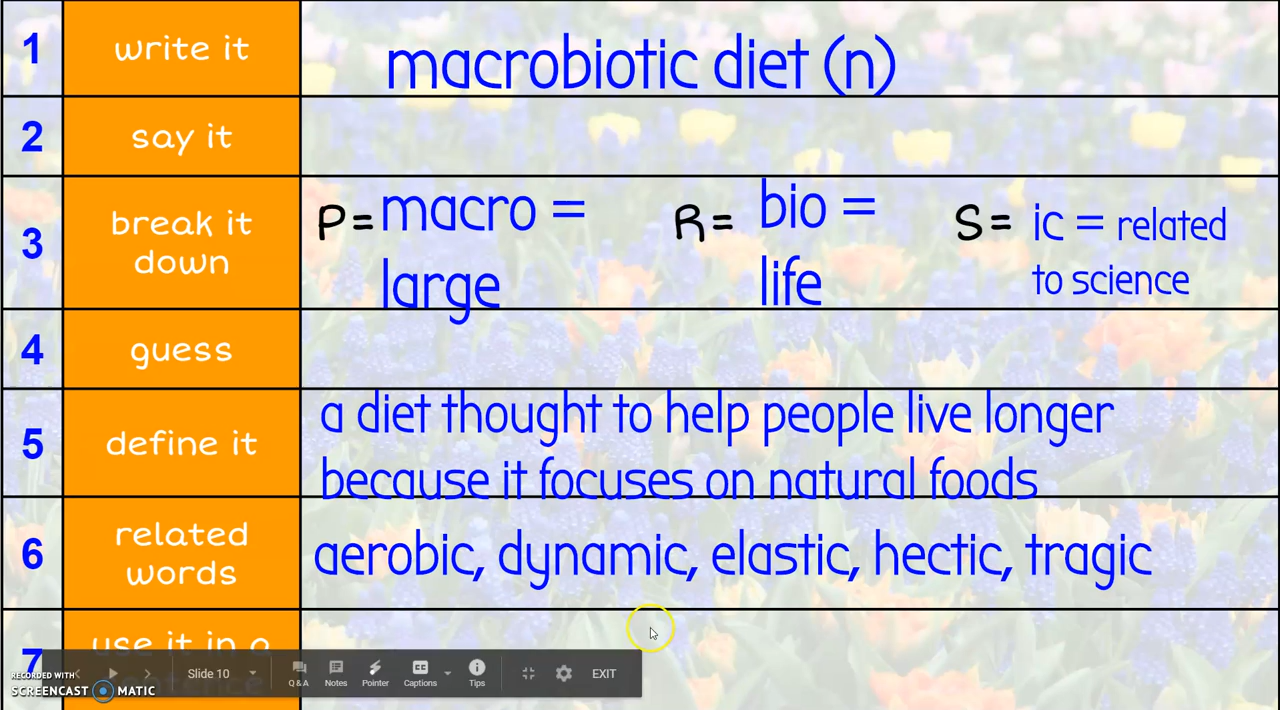 1 write it macrobiotic diet (n)
2 say it
3 break it down P= macro = large R= bio = life S= ic = related to science
4 guess
5 define it a diet thought to help people live longer
because it focuses on natural foods
6 related words aerobic, dynamic, elastic, hectic, tragic
7 use it in a
Slide 10 Q & A Notes Pointer Captions Tips EXIT
RECORDED WITH
SCREENCAST MATIC